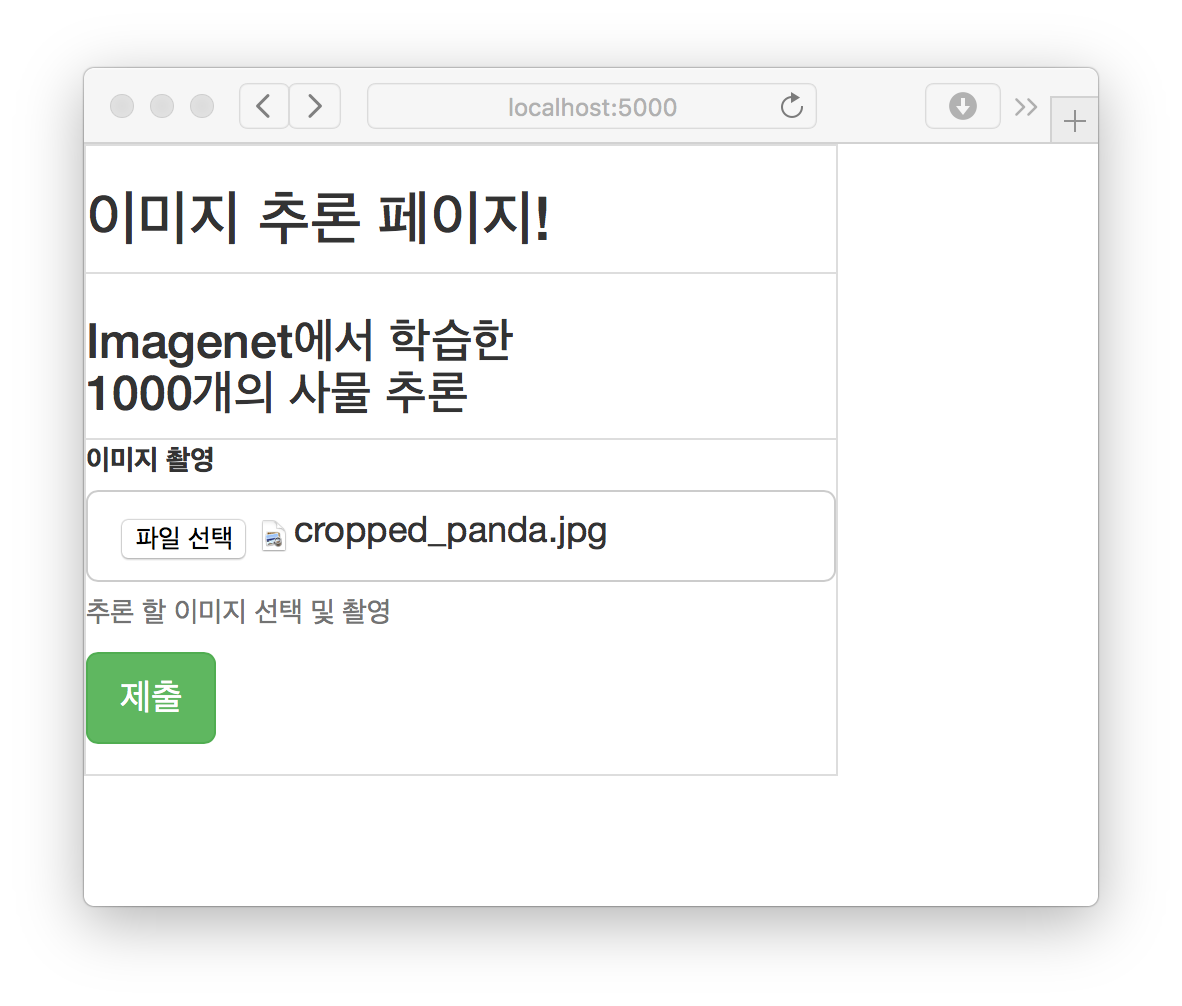 localhost:5000
이미지 추론 페이지!
Imagenet에서 학습한
1000개의 사물 추론
이미지 촬영
파일 선택 cropped_panda.jpg
추론 할 이미지 선택 및 촬영
제출